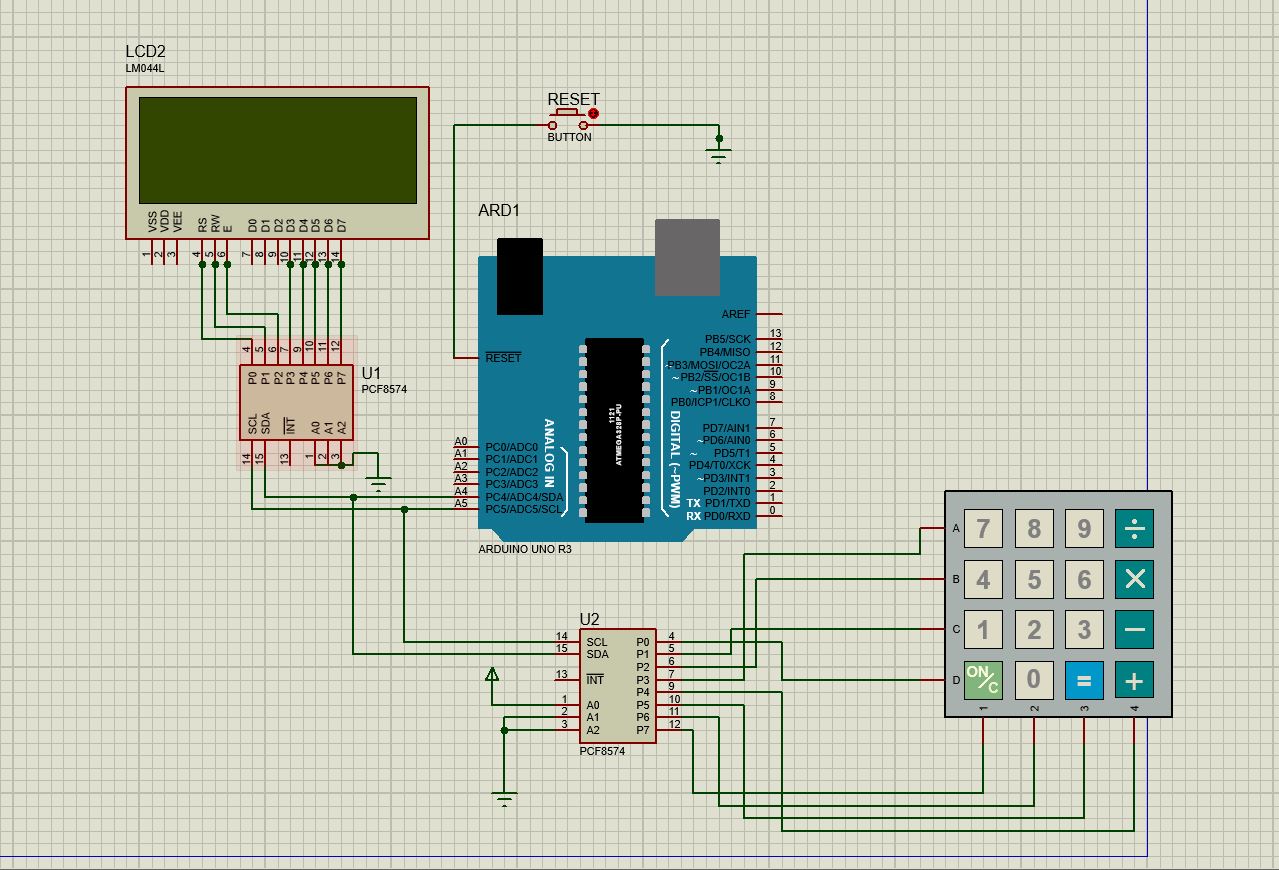 LCD2
LM044L
VSS VDD VEE RS RW E D0 D1 D2 D3 D4 D5 D6 D7
1 2 3 4 5 6 7 8 9 10 11 12 13 14
RESET
BUTTON
ARD1
4 5 6 7 9 10 11 12
P0 P1 P2 P3 P4 P5 P6 P7
SCL SDA INT A0 A1 A2
14 15 13 1 2 3
U1
PCF8574
RESET
AREF
PB5/SCK 13
PB4/MISO 12
PB3/MOSI/OC2A 11
~PB2/SS/OC1B 10
~PB1/OC1A 9
PB0/ICP1/CLKO 8
PD7/AIN1 7
~PD6/AIN0 6
~PD5/T1 5
PD4/T0/XCK 4
~PD3/INT1 3
PD2/INT0 2
TX PD1/TXD 1
RX PD0/RXD 0
A0 PC0/ADC0
A1 PC1/ADC1
A2 PC2/ADC2
A3 PC3/ADC3
A4 PC4/ADC4/SDA
A5 PC5/ADC5/SCL
ANALOG IN
1121
ATMEGA328P-PU
DIGITAL (~PWM)
ARDUINO UNO R3
U2
14 SCL P0 4
15 SDA P1 5
P2 6
13 INT P3 7
P4 9
1 A0 P5 10
2 A1 P6 11
3 A2 P7 12
PCF8574
A 7 8 9 ÷
B 4 5 6 ×
C 1 2 3 −
D ON/C 0 = +
1 2 3 4